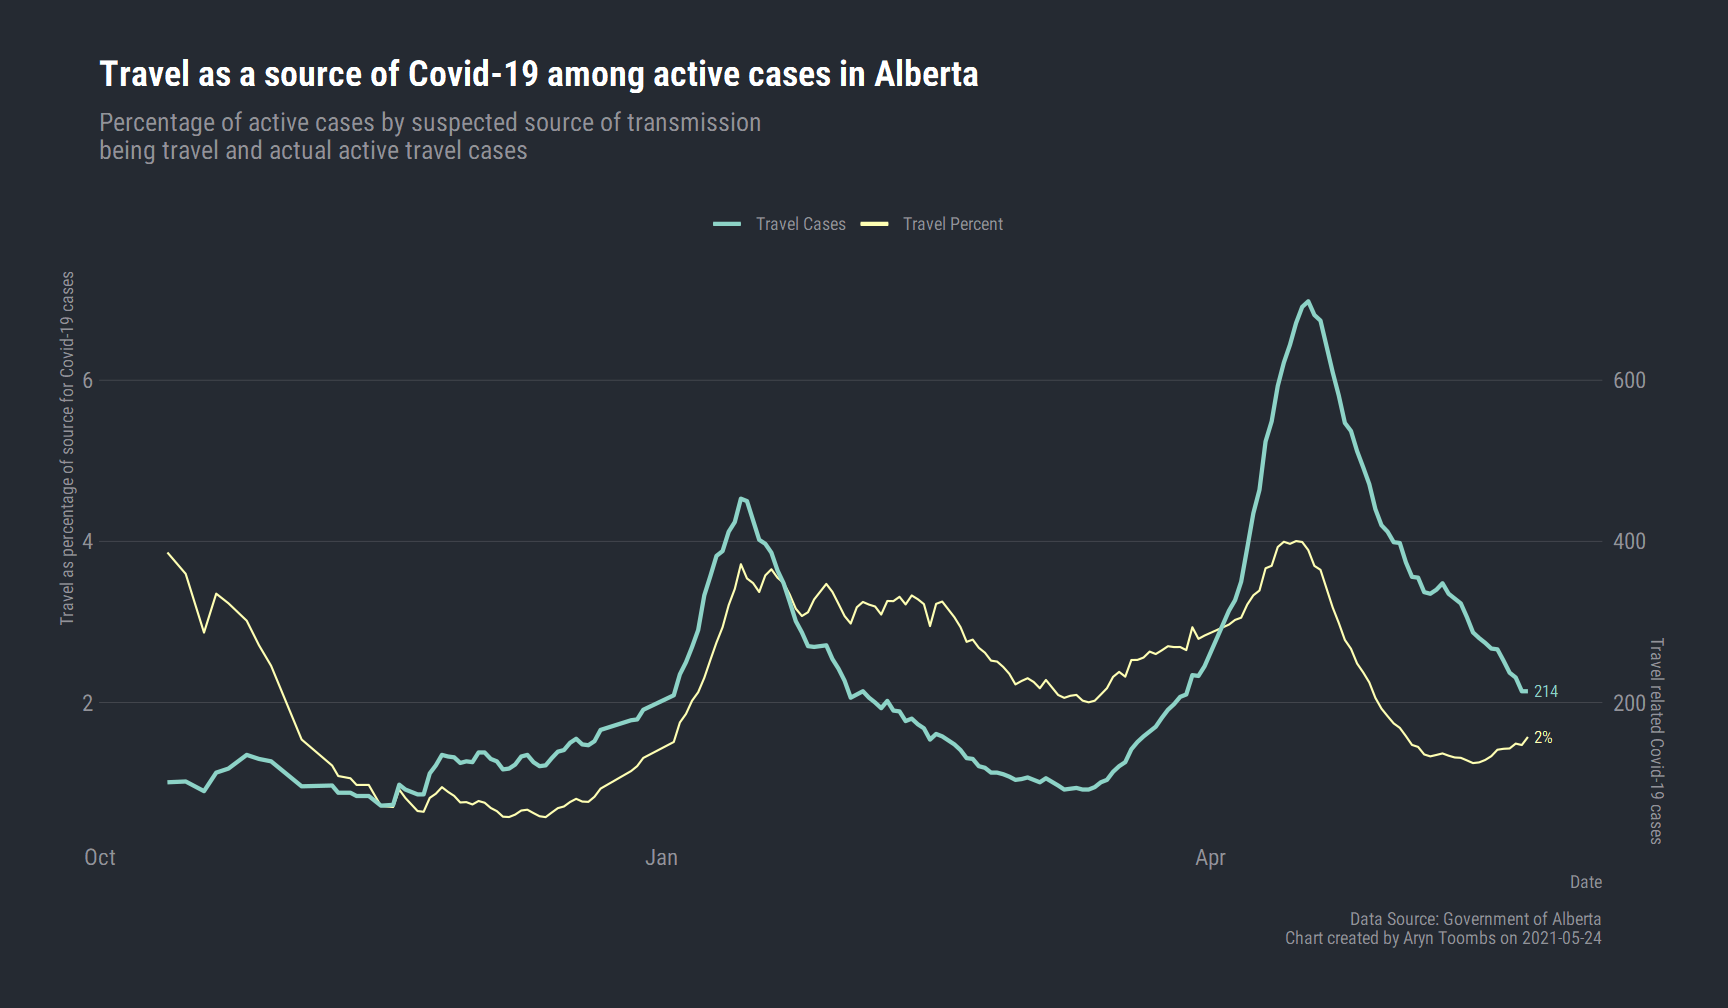 Travel as a source of Covid-19 among active cases in Alberta
Percentage of active cases by suspected source of transmission
being travel and actual active travel cases
Travel Cases
Travel Percent
Travel as percentage of source for Covid-19 cases
6
4
2
600
400
200
Travel related Covid-19 cases
214
2%
Oct
Jan
Apr
Date
Data Source: Government of Alberta
Chart created by Aryn Toombs on 2021-05-24